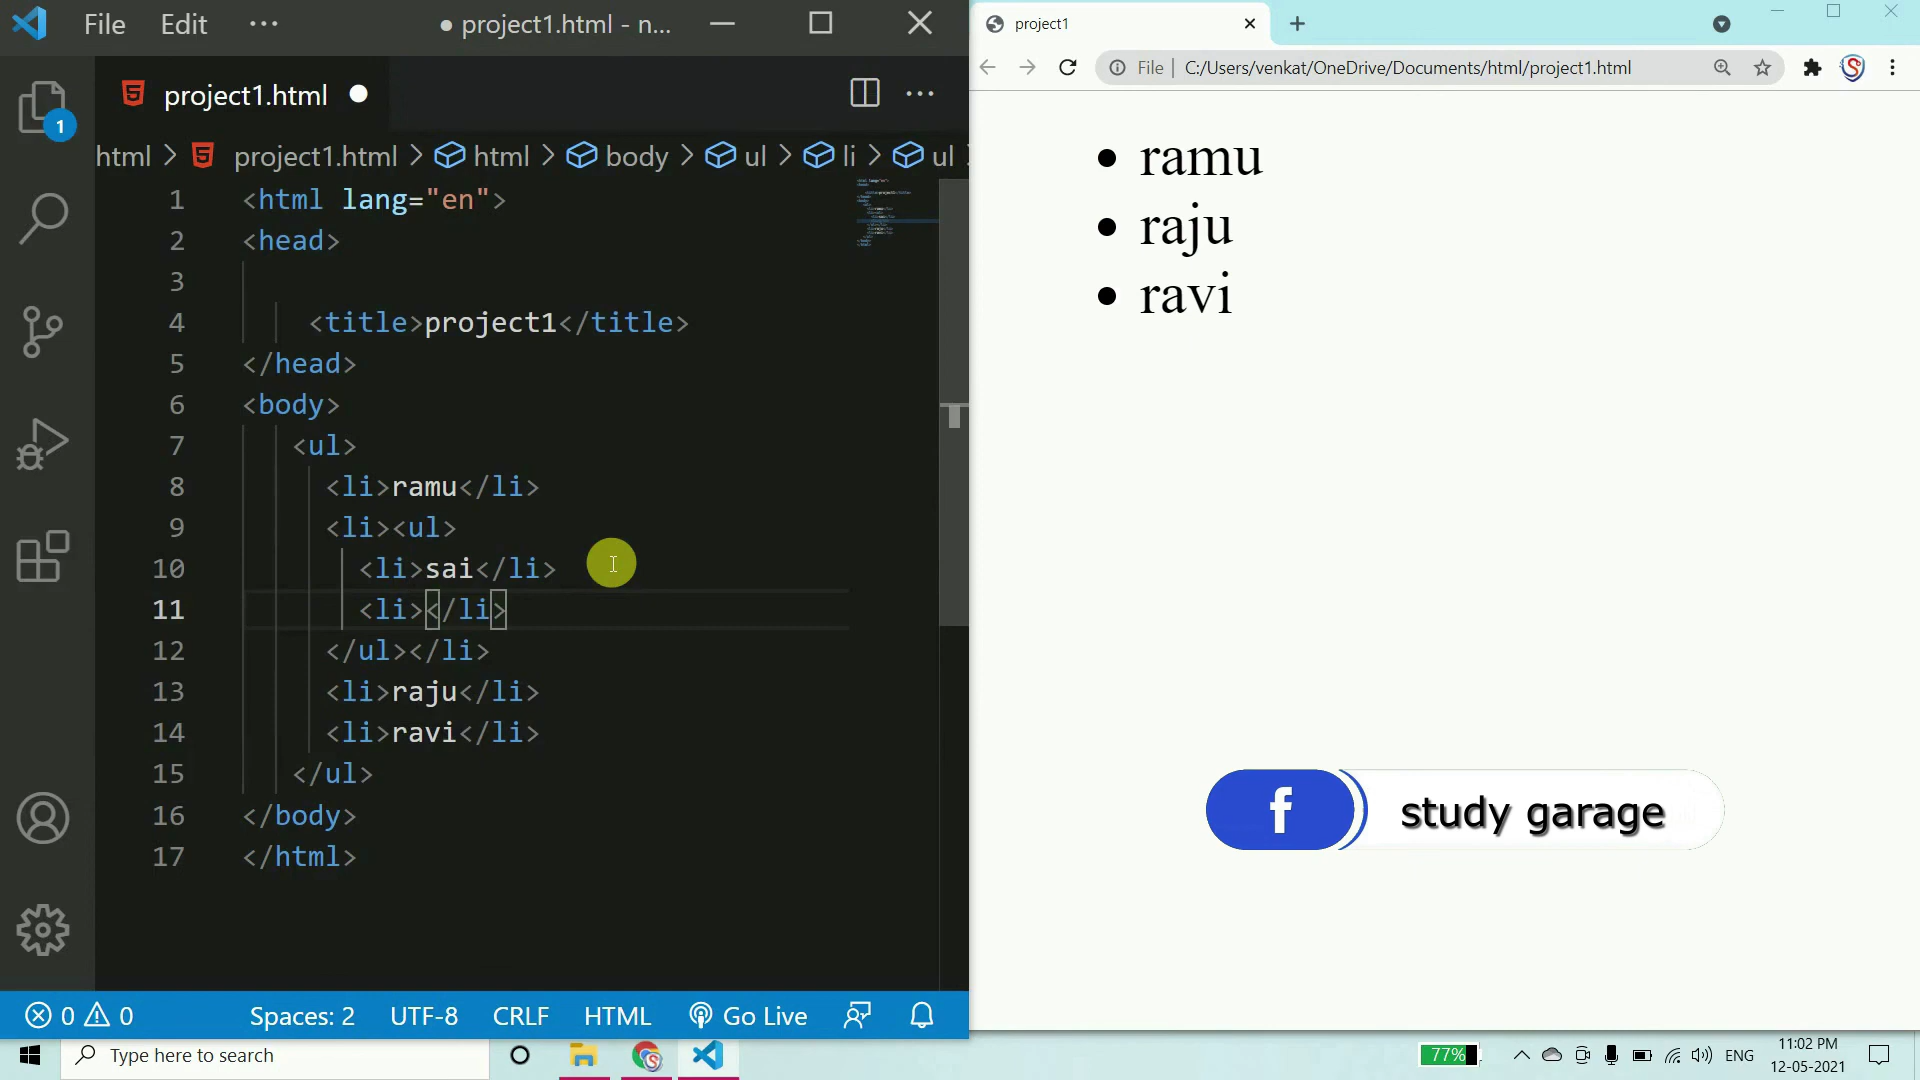 File Edit ··· ● project1.html - n...
project1.html ●
html > project1.html > html > body > ul > li > ul
1 <html lang="en">
2 <head>
3
4 <title>project1</title>
5 </head>
6 <body>
7 <ul>
8 <li>ramu</li>
9 <li><ul>
10 <li>sai</li>
11 <li></li>
12 </ul></li>
13 <li>raju</li>
14 <li>ravi</li>
15 </ul>
16 </body>
17 </html>
1
0 0 Spaces: 2 UTF-8 CRLF HTML Go Live
project1
File | C:/Users/venkat/OneDrive/Documents/html/project1.html
• ramu
• raju
• ravi
f study garage
Type here to search
77% ENG 11:02 PM
12-05-2021